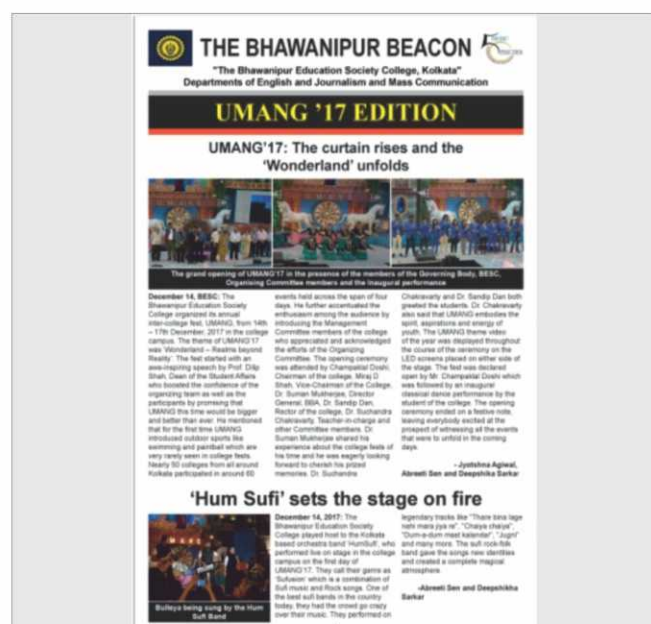 THE BHAWANIPUR BEACON
"The Bhawanipur Education Society College, Kolkata"
Departments of English and Journalism and Mass Communication
UMANG '17 EDITION
UMANG'17: The curtain rises and the
'Wonderland' unfolds
The grand opening of UMANG'17 in the presence of the members of the Governing Body, BESC,
Organising Committee members and the Inaugural performance
December 14, BESC: The
Bhawanipur Education Society
College organized its annual
inter-college fest, UMANG, from 14th
– 17th December, 2017 in the college
campus. The theme of UMANG'17
was 'Wonderland – Realms beyond
Reality'. The fest started with an
awe-inspiring speech by Prof. Dilip
Shah, Dean of the Student Affairs
who boosted the confidence of the
organizing team as well as the
participants by promising that
UMANG this time would be bigger
and better than ever. He mentioned
that for the first time UMANG
introduced outdoor sports like
swimming and paintball which are
very rarely seen in college fests.
Nearly 50 colleges from all around
Kolkata participated in around 60
events held across the span of four
days. He further accentuated the
enthusiasm among the audience by
introducing the Management
Committee members of the college
who appreciated and acknowledged
the efforts of the Organizing
Committee. The opening ceremony
was attended by Champaklal Doshi,
Chairman of the college, Miraj D
Shah, Vice-Chairman of the College,
Dr. Suman Mukherjee, Director
General, BBA, Dr. Sandip Dan,
Rector of the college, Dr. Suchandra
Chakravarty, Teacher-in-charge and
other Committee members. Dr.
Suman Mukherjee shared his
experience about the college fests of
his time and he was eagerly looking
forward to cherish his prized
memories. Dr. Suchandra
Chakravarty and Dr. Sandip Dan both
greeted the students. Dr. Chakravarty
also said that UMANG embodies the
spirit, aspirations and energy of
youth. The UMANG theme video
of the year was displayed throughout
the course of the ceremony on the
LED screens placed on either side of
the stage. The fest was declared
open by Mr. Champaklal Doshi which
was followed by an inaugural
classical dance performance by the
student of the college. The opening
ceremony ended on a festive note,
leaving everybody excited at the
prospect of witnessing all the events
that were to unfold in the coming
days.
- Jyotshna Agiwal,
Abreeti Sen and Deepshika Sarkar
'Hum Sufi' sets the stage on fire
Bulleya being sung by the Hum
Sufi Band
December 14, 2017: The
Bhawanipur Education Society
College played host to the Kolkata
based orchestra band 'HumSufi', who
performed live on stage in the college
campus on the first day of
UMANG'17. They call their genre as
'Sufusion' which is a combination of
Sufi music and Rock songs. One of
the best sufi bands in the country
today, they had the crowd go crazy
over their music. They performed on
legendary tracks like "Thare bina lage
nehi mara jiya re", "Chaiya chaiya",
"Dum-a-dum mast kalandar", "Jugni"
and many more. The sufi rock-folk
band gave the songs new identities
and created a complete magical
atmosphere.
-Abreeti Sen and Deepshikha
Sarkar